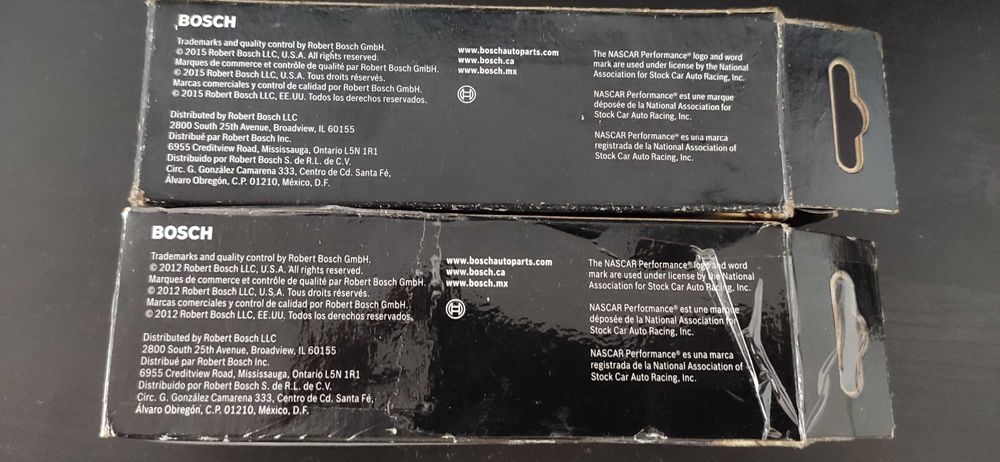 BOSCH
Trademarks and quality control by Robert Bosch GmbH.
© 2015 Robert Bosch LLC, U.S.A. All rights reserved.
Marques de commerce et contrôle de qualité par Robert Bosch GmbH.
© 2015 Robert Bosch LLC, U.S.A. Tous droits réservés.
Marcas comerciales y control de calidad por Robert Bosch GmbH.
© 2015 Robert Bosch LLC, EE.UU. Todos los derechos reservados.
Distributed by Robert Bosch LLC
2800 South 25th Avenue, Broadview, IL 60155
Distribué par Robert Bosch Inc.
6955 Creditview Road, Mississauga, Ontario L5N 1R1
Distribuido por Robert Bosch S. de R.L. de C.V.
Circ. G. González Camarena 333, Centro de Cd. Santa Fé,
Álvaro Obregón, C.P. 01210, México, D.F.
www.boschautoparts.com
www.bosch.ca
www.bosch.mx
The NASCAR Performance® logo and word
mark are used under license by the National
Association for Stock Car Auto Racing, Inc.
NASCAR Performance® est une marque
déposée de la National Association for
Stock Car Auto Racing, Inc.
NASCAR Performance® es una marca
registrada de la National Association of
Stock Car Auto Racing, Inc.
BOSCH
Trademarks and quality control by Robert Bosch GmbH.
© 2012 Robert Bosch LLC, U.S.A. All rights reserved.
Marques de commerce et contrôle de qualité par Robert Bosch GmbH.
© 2012 Robert Bosch LLC, U.S.A. Tous droits réservés.
Marcas comerciales y control de calidad por Robert Bosch GmbH.
© 2012 Robert Bosch LLC, EE.UU. Todos los derechos reservados.
Distributed by Robert Bosch LLC
2800 South 25th Avenue, Broadview, IL 60155
Distribué par Robert Bosch Inc.
6955 Creditview Road, Mississauga, Ontario L5N 1R1
Distribuido por Robert Bosch S. de R.L. de C.V.
Circ. G. González Camarena 333, Centro de Cd. Santa Fé,
Álvaro Obregón, C.P. 01210, México, D.F.
www.boschautoparts.com
www.bosch.ca
www.bosch.mx
The NASCAR Performance® logo and word
mark are used under license by the National
Association for Stock Car Auto Racing, Inc.
NASCAR Performance® est une marque
déposée de la National Association for
Stock Car Auto Racing, Inc.
NASCAR Performance® es una marca
registrada de la National Association of
Stock Car Auto Racing, Inc.